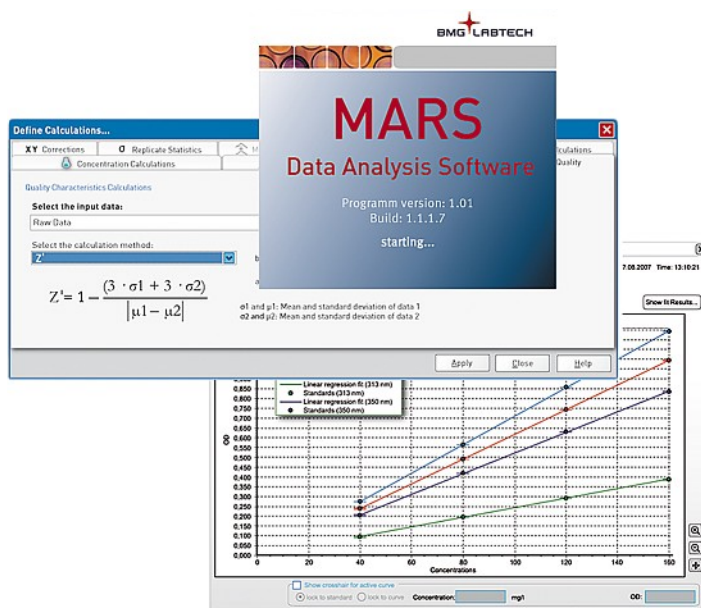 BMG LABTECH
MARS
Data Analysis Software
Programm version: 1.01
Build: 1.1.1.7
starting...
Define Calculations...
XY Corrections
σ Replicate Statistics
M
lculations
Concentration Calculations
Quality
Quality Characteristics Calculations
Select the input data:
Raw Data
Select the calculation method:
Z'
Z'= 1 − (3 · σ1 + 3 · σ2) / |μ1 − μ2|
σ1 and μ1: Mean and standard deviation of data 1
σ2 and μ2: Mean and standard deviation of data 2
Apply Close Help
7.08.2007 Time: 13:10:21
Show fit Results...
Linear regression fit (313 nm)
Standards (313 nm)
Linear regression fit (350 nm)
Standards (350 nm)
OD
0,850
0,800
0,750
0,700
0,650
0,600
0,550
0,500
0,450
0,400
0,350
0,300
0,250
0,200
0,150
0,100
0,050
0,000
0 20 40 60 80 100 120 140 160
Concentrations
Show crosshair for active curve
lock to standard lock to curve Concentration: mg/l OD: